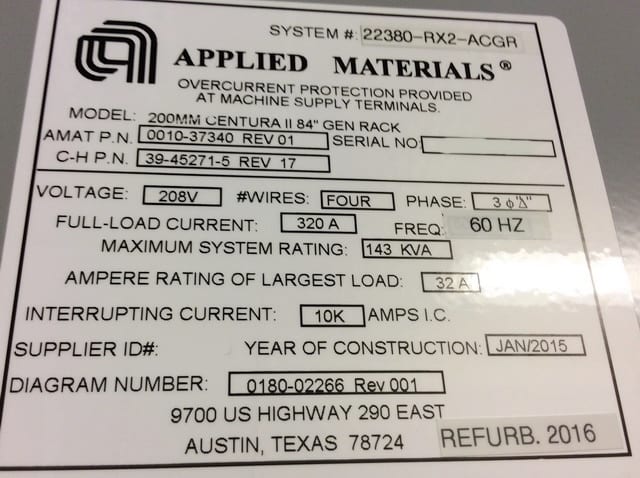 SYSTEM #: 22380-RX2-ACGR
APPLIED MATERIALS®
OVERCURRENT PROTECTION PROVIDED
AT MACHINE SUPPLY TERMINALS.
MODEL: 200MM CENTURA II 84" GEN RACK
AMAT P.N. 0010-37340 REV 01 SERIAL NO:
C-H P.N. 39-45271-5 REV 17
VOLTAGE: 208V #WIRES: FOUR PHASE: 3 ϕ"Δ"
FULL-LOAD CURRENT: 320 A FREQ: 60 HZ
MAXIMUM SYSTEM RATING: 143 KVA
AMPERE RATING OF LARGEST LOAD: 32 A
INTERRUPTING CURRENT: 10K AMPS I.C.
SUPPLIER ID#: YEAR OF CONSTRUCTION: JAN/2015
DIAGRAM NUMBER: 0180-02266 Rev 001
9700 US HIGHWAY 290 EAST
AUSTIN, TEXAS 78724 REFURB. 2016